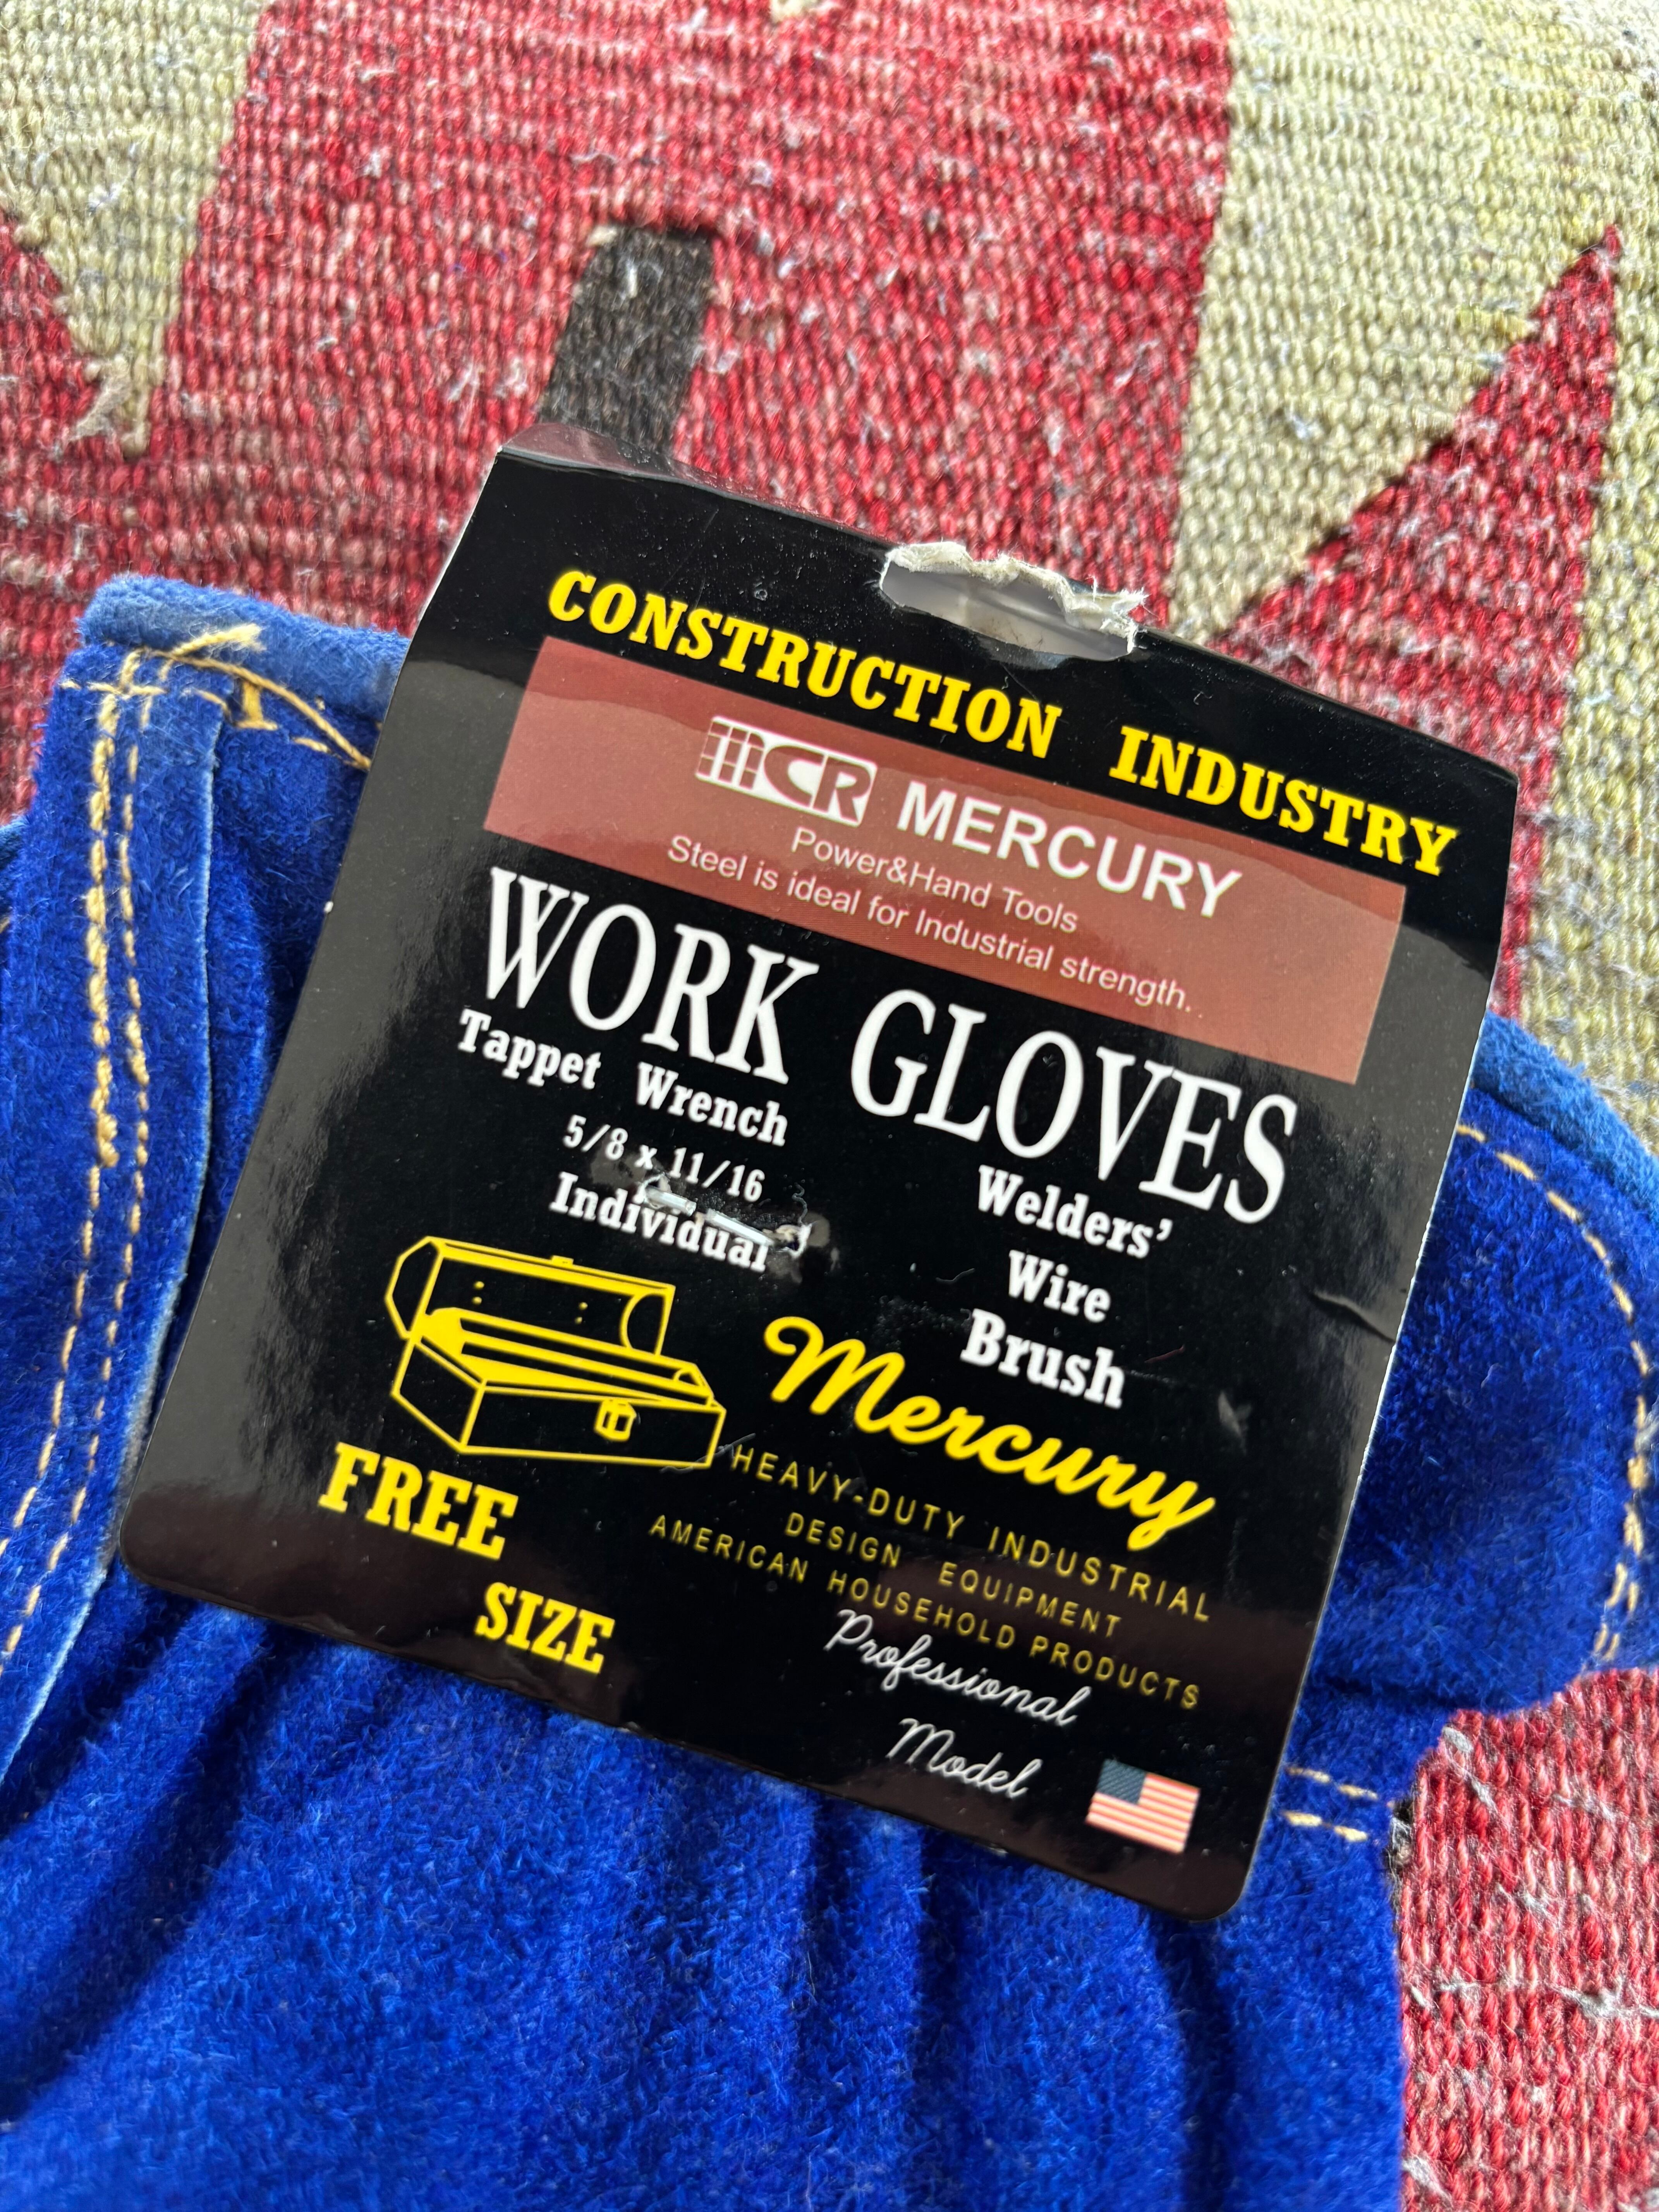 CONSTRUCTION INDUSTRY
MCR MERCURY
Power&Hand Tools
Steel is ideal for Industrial strength.
WORK GLOVES
Tappet Wrench
5/8 x 11/16
Individual
Welders’
Wire
Brush
Mercury
HEAVY-DUTY INDUSTRIAL
DESIGN EQUIPMENT
AMERICAN HOUSEHOLD PRODUCTS
Professional
Model
FREE
SIZE